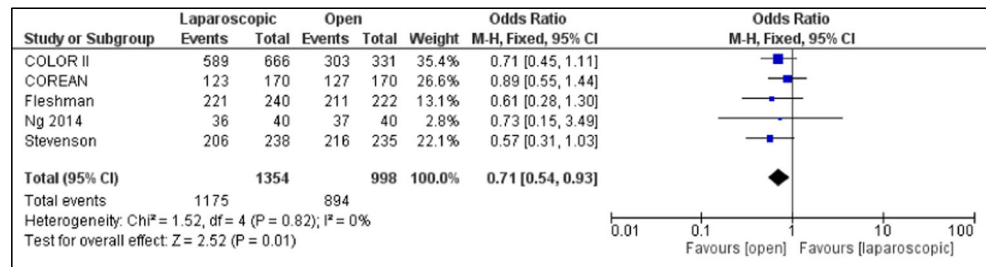 Laparoscopic Open Odds Ratio Odds Ratio
Study or Subgroup Events Total Events Total Weight M-H, Fixed, 95% CI M-H, Fixed, 95% CI
COLOR II 589 666 303 331 35.4% 0.71 [0.45, 1.11]
COREAN 123 170 127 170 26.6% 0.89 [0.55, 1.44]
Fleshman 221 240 211 222 13.1% 0.61 [0.28, 1.30]
Ng 2014 36 40 37 40 2.8% 0.73 [0.15, 3.49]
Stevenson 206 238 216 235 22.1% 0.57 [0.31, 1.03]
Total (95% CI) 1354 998 100.0% 0.71 [0.54, 0.93]
Total events 1175 894
Heterogeneity: Chi² = 1.52, df = 4 (P = 0.82); I² = 0%
Test for overall effect: Z = 2.52 (P = 0.01)
0.01 0.1 1 10 100
Favours [open] Favours [laparoscopic]